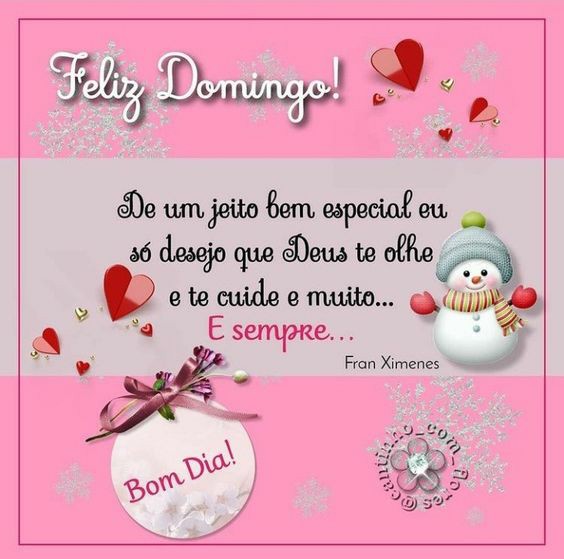 Feliz Domingo!
De um jeito bem especial eu
só desejo que Deus te olhe
e te cuide e muito...
E sempre...
Fran Ximenes
Bom Dia!
@cantinho_com_flores